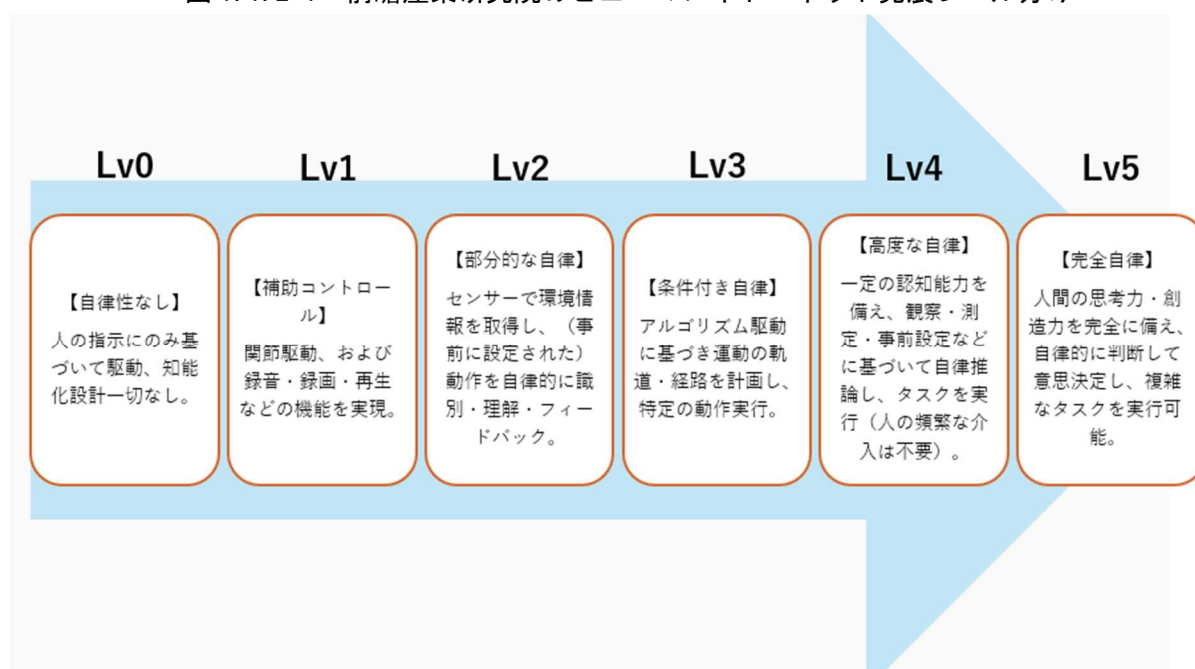 Lv0
Lv1
Lv2
Lv3
Lv4
Lv5
【自律性なし】
人の指示にのみ基
づいて駆動、知能
化設計一切なし。
【補助コントロー
ル】
関節駆動、および
録音・録画・再生
などの機能を実現。
【部分的な自律】
センサーで環境情
報を取得し、（事
前に設定された）
動作を自律的に識
別・理解・フィー
ドバック。
【条件付き自律】
アルゴリズム駆動
に基づき運動の軌
道・経路を計画し、
特定の動作実行。
【高度な自律】
一定の認知能力を
備え、観察・測
定・事前設定など
に基づいて自律推
論し、タスクを実
行（人の頻繁な介
入は不要）。
【完全自律】
人間の思考力・創
造力を完全に備え、
自律的に判断して
意思決定し、複雑
なタスクを実行可
能。